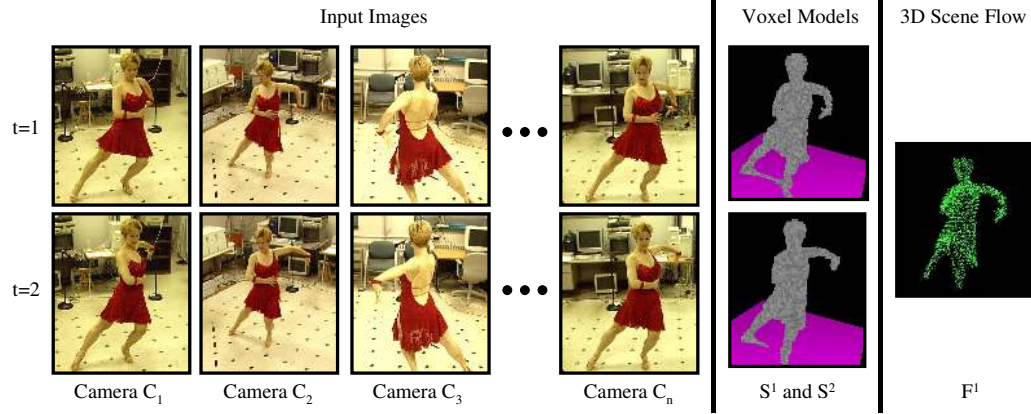 Input Images
Voxel Models
3D Scene Flow
t=1
t=2
Camera C₁
Camera C₂
Camera C₃
Camera Cₙ
S¹ and S²
F¹